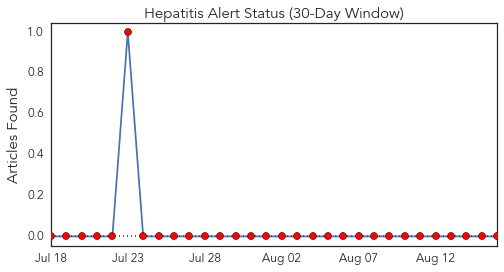 Hepatitis Alert Status (30-Day Window)
Articles Found
1.0
0.8
0.6
0.4
0.2
0.0
Jul 18 Jul 23 Jul 28 Aug 02 Aug 07 Aug 12